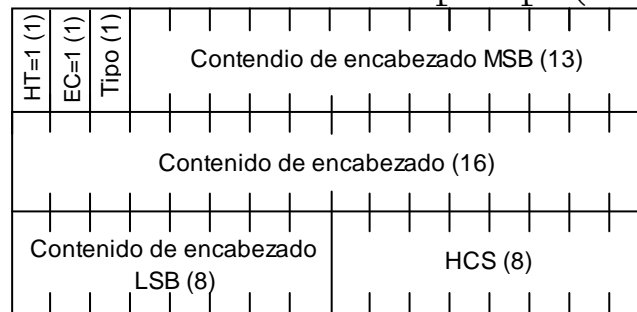 HT=1 (1)
EC=1 (1)
Tipo (1)
Contendio de encabezado MSB (13)
Contenido de encabezado (16)
Contenido de encabezado
LSB (8)
HCS (8)